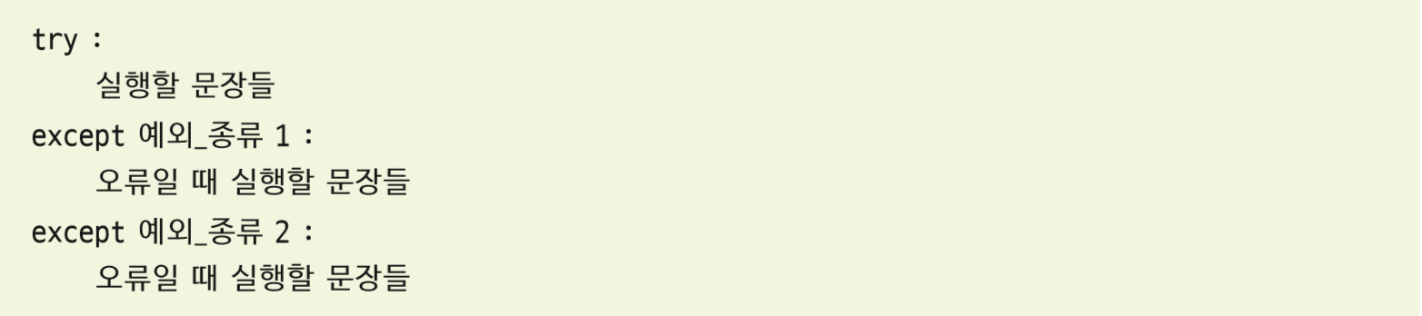 try :
실행할 문장들
except 예외_종류 1 :
오류일 때 실행할 문장들
except 예외_종류 2 :
오류일 때 실행할 문장들